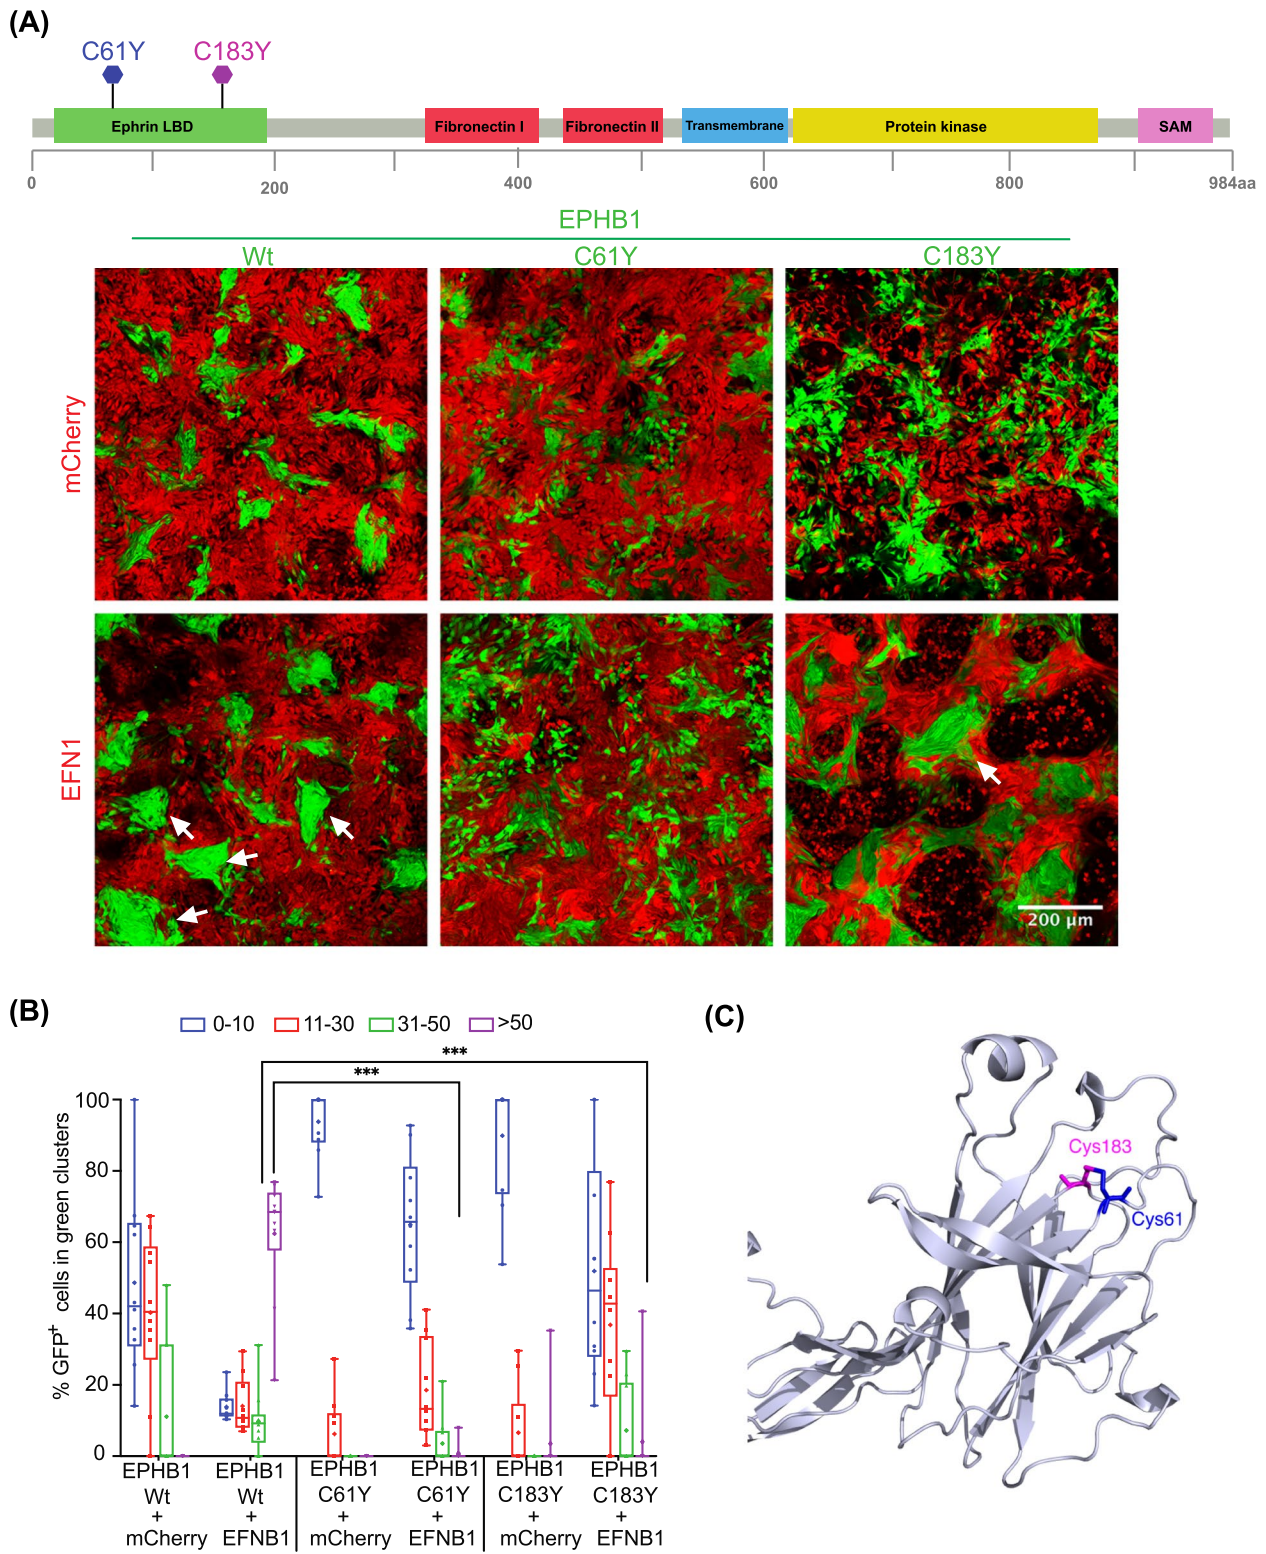 (A)
C61Y C183Y
Ephrin LBD Fibronectin I Fibronectin II Transmembrane Protein kinase SAM
0 200 400 600 800 984aa
EPHB1
Wt C61Y C183Y
mCherry
EFN1
200 µm
(B)
0-10 11-30 31-50 >50
***
***
% GFP+ cells in green clusters
100
80
60
40
20
0
EPHB1 EPHB1 EPHB1 EPHB1 EPHB1 EPHB1
Wt Wt C61Y C61Y C183Y C183Y
+ + + + + +
mCherry EFNB1 mCherry EFNB1 mCherry EFNB1
(C)
Cys183
Cys61